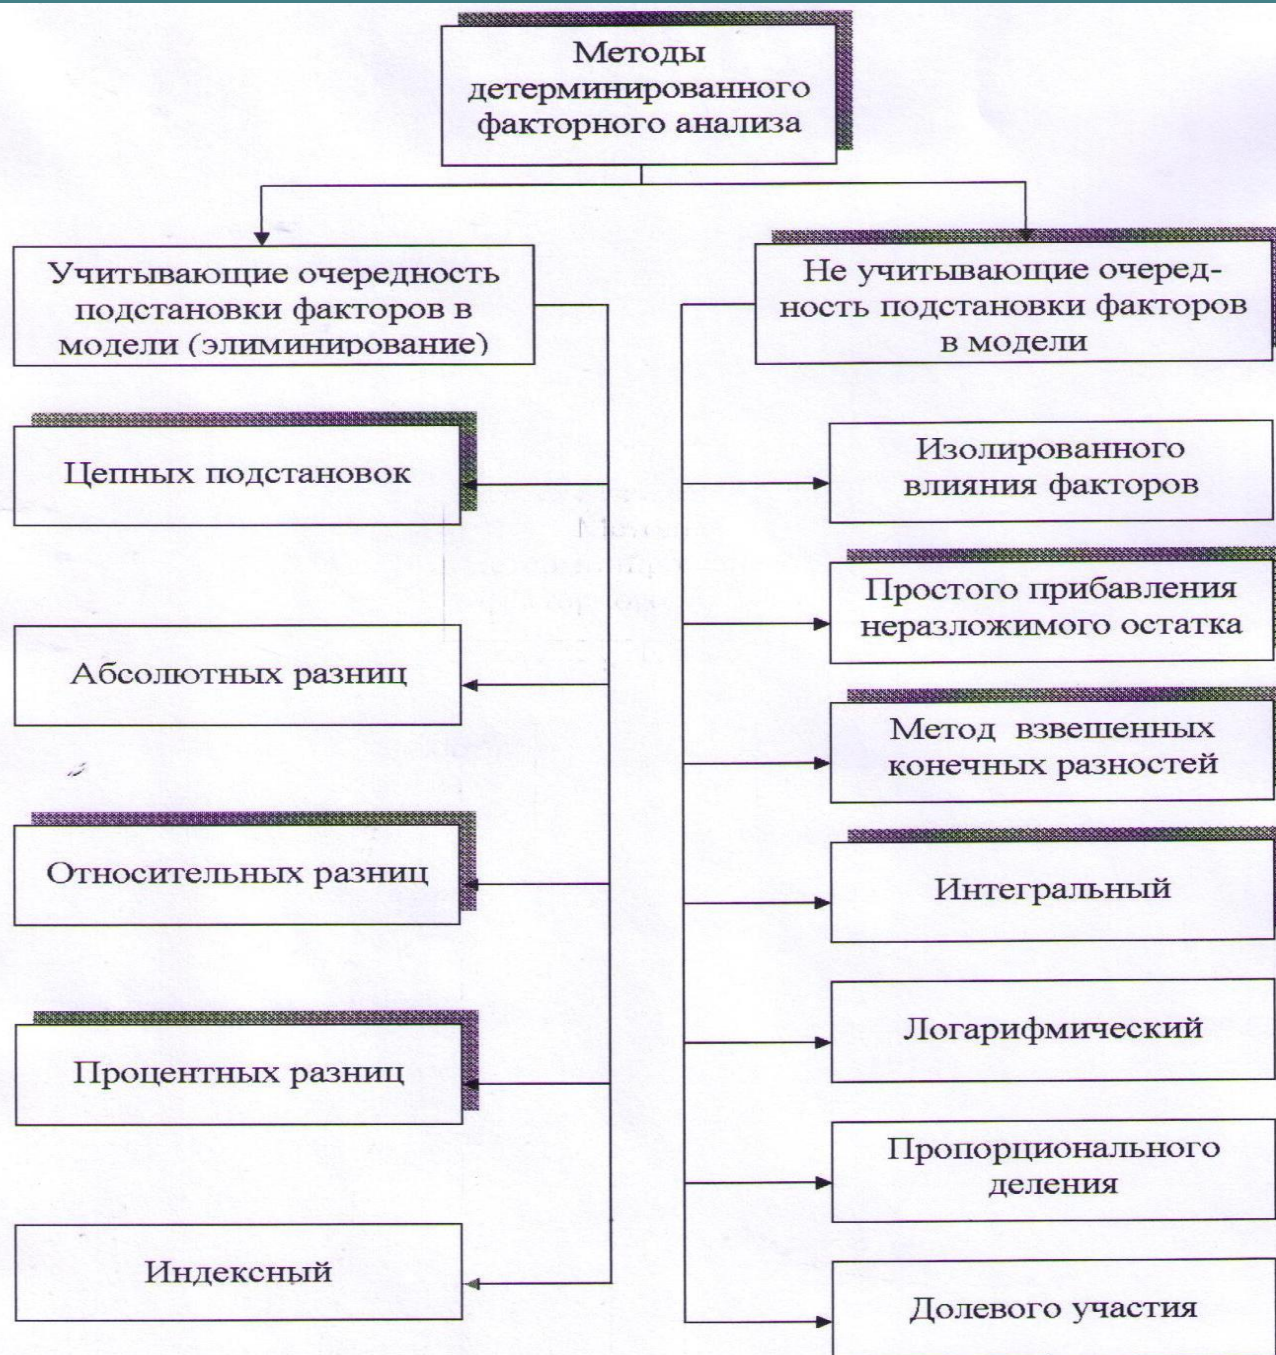 Методы
детерминированного
факторного анализа
Учитывающие очередность
подстановки факторов в
модели (элиминирование)
Не учитывающие очеред-
ность подстановки факторов
в модели
Цепных подстановок
Абсолютных разниц
Относительных разниц
Процентных разниц
Индексный
Изолированного
влияния факторов
Простого прибавления
неразложимого остатка
Метод взвешенных
конечных разностей
Интегральный
Логарифмический
Пропорционального
деления
Долевого участия